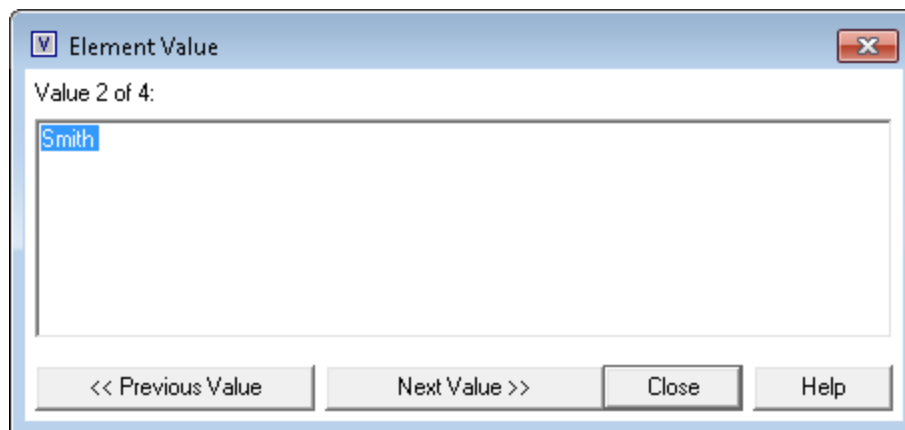 V Element Value
Value 2 of 4:
Smith
<< Previous Value Next Value >> Close Help